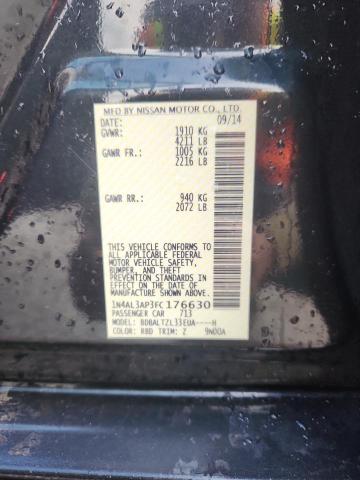 MFD BY NISSAN MOTOR CO., LTD.
DATE: 09/14
GVWR: 1910 KG
4211 LB
GAWR FR: 1005 KG
2216 LB
GAWR RR: 940 KG
2072 LB
THIS VEHICLE CONFORMS TO
ALL APPLICABLE FEDERAL
MOTOR VEHICLE SAFETY,
BUMPER, AND THEFT
PREVENTION STANDARDS
IN EFFECT ON THE DATE OF
MANUFACTURE SHOWN ABOVE.
1N4AL3AP3FC176630
PASSENGER CAR 713
MODEL: BDBALTZL33EUA----H
COLOR: RBD TRIM: Z 9N00A